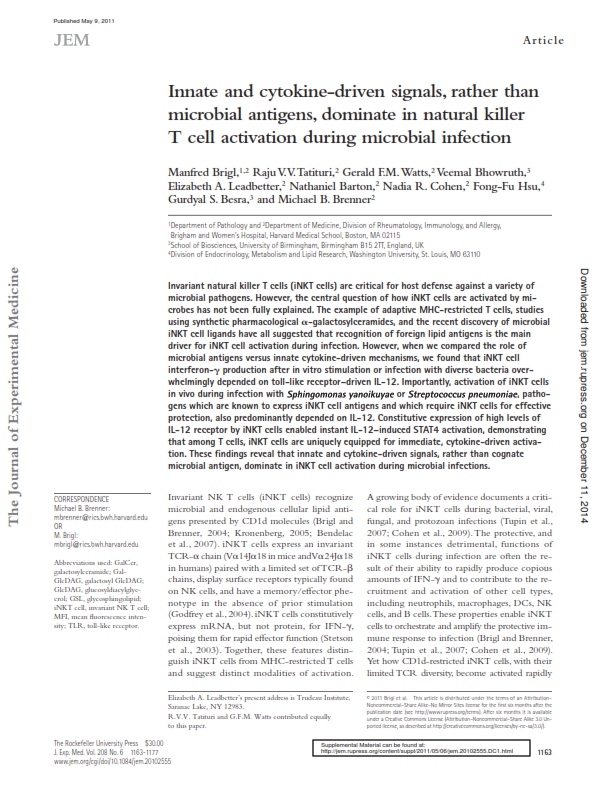 Published May 9, 2011
JEM
Article
Innate and cytokine-driven signals, rather than
microbial antigens, dominate in natural killer
T cell activation during microbial infection
Manfred Brigl,1,2 Raju V.V. Tatituri,2 Gerald F.M. Watts,2 Veemal Bhowruth,3
Elizabeth A. Leadbetter,2 Nathaniel Barton,2 Nadia R. Cohen,2 Fong-Fu Hsu,4
Gurdyal S. Besra,3 and Michael B. Brenner2
1Department of Pathology and 2Department of Medicine, Division of Rheumatology, Immunology, and Allergy,
Brigham and Women's Hospital, Harvard Medical School, Boston, MA 02115
3School of Biosciences, University of Birmingham, Birmingham B15 2TT, England, UK
4Division of Endocrinology, Metabolism and Lipid Research, Washington University, St. Louis, MO 63110
Invariant natural killer T cells (iNKT cells) are critical for host defense against a variety of
microbial pathogens. However, the central question of how iNKT cells are activated by mi-
crobes has not been fully explained. The example of adaptive MHC-restricted T cells, studies
using synthetic pharmacological α-galactosylceramides, and the recent discovery of microbial
iNKT cell ligands have all suggested that recognition of foreign lipid antigens is the main
driver for iNKT cell activation during infection. However, when we compared the role of
microbial antigens versus innate cytokine-driven mechanisms, we found that iNKT cell
interferon-γ production after in vitro stimulation or infection with diverse bacteria over-
whelmingly depended on toll-like receptor–driven IL-12. Importantly, activation of iNKT cells
in vivo during infection with Sphingomonas yanoikuyae or Streptococcus pneumoniae, patho-
gens which are known to express iNKT cell antigens and which require iNKT cells for effective
protection, also predominantly depended on IL-12. Constitutive expression of high levels of
IL-12 receptor by iNKT cells enabled instant IL-12–induced STAT4 activation, demonstrating
that among T cells, iNKT cells are uniquely equipped for immediate, cytokine-driven activa-
tion. These findings reveal that innate and cytokine-driven signals, rather than cognate
microbial antigen, dominate in iNKT cell activation during microbial infections.
CORRESPONDENCE
Michael B. Brenner:
mbrenner@rics.bwh.harvard.edu
OR
M. Brigl:
mbrigl@rics.bwh.harvard.edu
Abbreviations used: GalCer,
galactosylceramide; Gal-
GlcDAG, galactosyl GlcDAG;
GlcDAG, glucosyldiacylglyc-
erol; GSL, glycosphingolipid;
iNKT cell, invariant NK T cell;
MFI, mean fluorescence inten-
sity; TLR, toll-like receptor.
Invariant NK T cells (iNKT cells) recognize
microbial and endogenous cellular lipid anti-
gens presented by CD1d molecules (Brigl and
Brenner, 2004; Kronenberg, 2005; Bendelac
et al., 2007). iNKT cells express an invariant
TCR-α chain (Vα14Jα18 in mice and Vα24Jα18
in humans) paired with a limited set of TCR-β
chains, display surface receptors typically found
on NK cells, and have a memory/effector phe-
notype in the absence of prior stimulation
(Godfrey et al., 2004). iNKT cells constitutively
express mRNA, but not protein, for IFN-γ,
poising them for rapid effector function (Stetson
et al., 2003). Together, these features distin-
guish iNKT cells from MHC-restricted T cells
and suggest distinct modalities of activation.
A growing body of evidence documents a criti-
cal role for iNKT cells during bacterial, viral,
fungal, and protozoan infections (Tupin et al.,
2007; Cohen et al., 2009). The protective, and
in some instances detrimental, functions of
iNKT cells during infection are often the re-
sult of their ability to rapidly produce copious
amounts of IFN-γ and to contribute to the re-
cruitment and activation of other cell types,
including neutrophils, macrophages, DCs, NK
cells, and B cells. These properties enable iNKT
cells to orchestrate and amplify the protective im-
mune response to infection (Brigl and Brenner,
2004; Tupin et al., 2007; Cohen et al., 2009).
Yet how CD1d-restricted iNKT cells, with their
limited TCR diversity, become activated rapidly
Elizabeth A. Leadbetter's present address is Trudeau Institute,
Saranac Lake, NY 12983.
R.V.V. Tatituri and G.F.M. Watts contributed equally
to this paper.
© 2011 Brigl et al. This article is distributed under the terms of an Attribution–
Noncommercial–Share Alike–No Mirror Sites license for the first six months after the
publication date (see http://www.rupress.org/terms). After six months it is available
under a Creative Commons License (Attribution–Noncommercial–Share Alike 3.0 Un-
ported license, as described at http://creativecommons.org/licenses/by-nc-sa/3.0/).
The Rockefeller University Press $30.00
J. Exp. Med. Vol. 208 No. 6 1163-1177
www.jem.org/cgi/doi/10.1084/jem.20102555
Supplemental Material can be found at:
http://jem.rupress.org/content/suppl/2011/05/06/jem.20102555.DC1.html
1163
The Journal of Experimental Medicine
Downloaded from jem.rupress.org on December 11, 2014